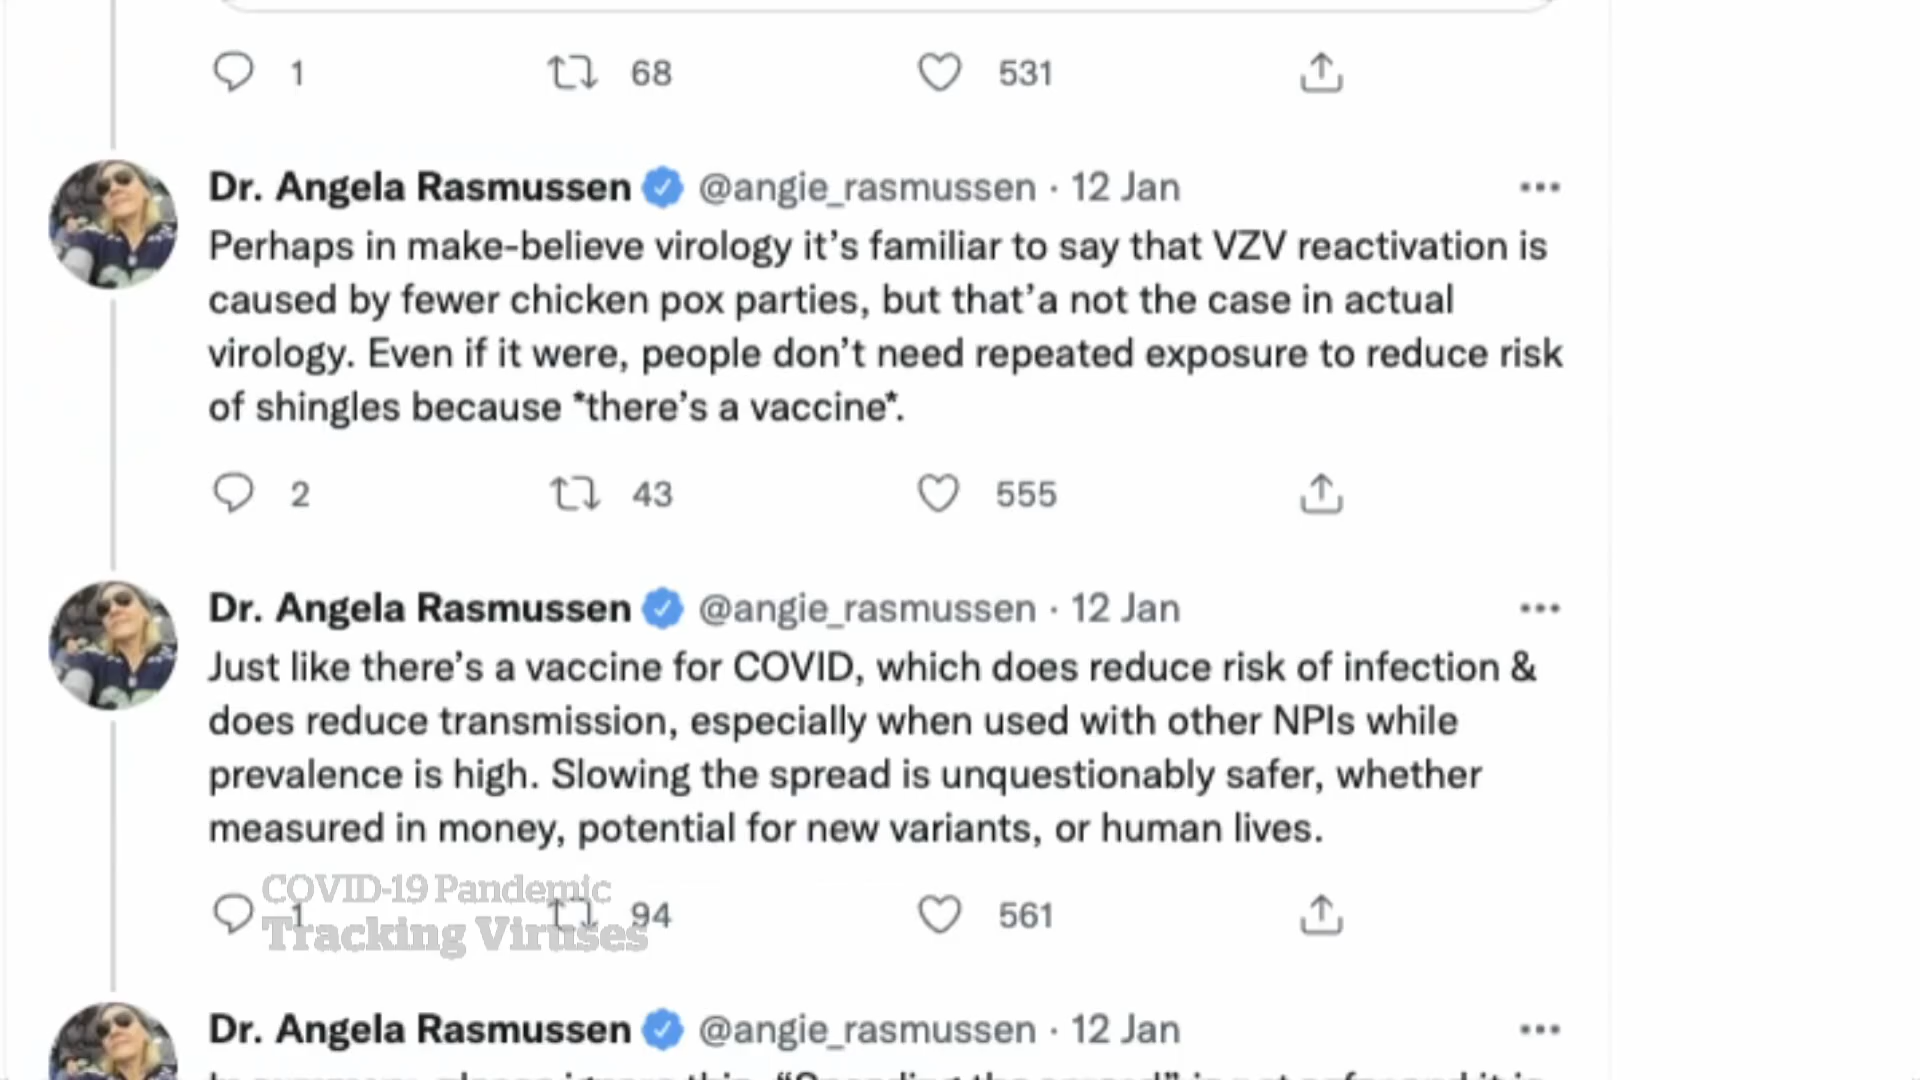 1 68 531
Dr. Angela Rasmussen @angie_rasmussen · 12 Jan
Perhaps in make-believe virology it’s familiar to say that VZV reactivation is
caused by fewer chicken pox parties, but that’a not the case in actual
virology. Even if it were, people don’t need repeated exposure to reduce risk
of shingles because *there’s a vaccine*.
2 43 555
Dr. Angela Rasmussen @angie_rasmussen · 12 Jan
Just like there’s a vaccine for COVID, which does reduce risk of infection &
does reduce transmission, especially when used with other NPIs while
prevalence is high. Slowing the spread is unquestionably safer, whether
measured in money, potential for new variants, or human lives.
COVID-19 Pandemic
1 94 561
Tracking Viruses
Dr. Angela Rasmussen @angie_rasmussen · 12 Jan